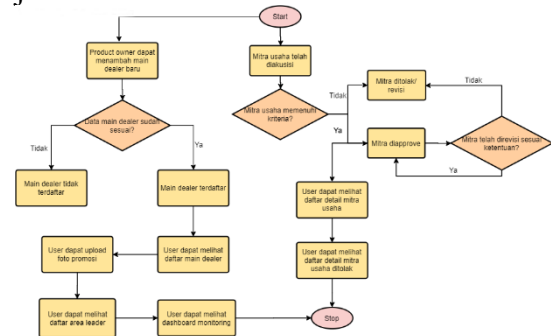 Start
Product owner dapat
menambah main
dealer baru
Mitra usaha telah
diakusisi
Data main dealer sudah
sesuai?
Mitra usaha memenuhi
kriteria?
Tidak
Ya
Mitra ditolak/
revisi
Tidak
Mitra diapprove
Mitra telah direvisi sesuai
ketentuan?
Ya
Tidak
Ya
Main dealer tidak
terdaftar
Main dealer terdaftar
User dapat melihat
daftar detail mitra
usaha
User dapat upload
foto promosi
User dapat melihat
daftar main dealer
User dapat melihat
daftar detail mitra
usaha ditolak
User dapat melihat
daftar area leader
User dapat melihat
dashboard monitoring
Stop